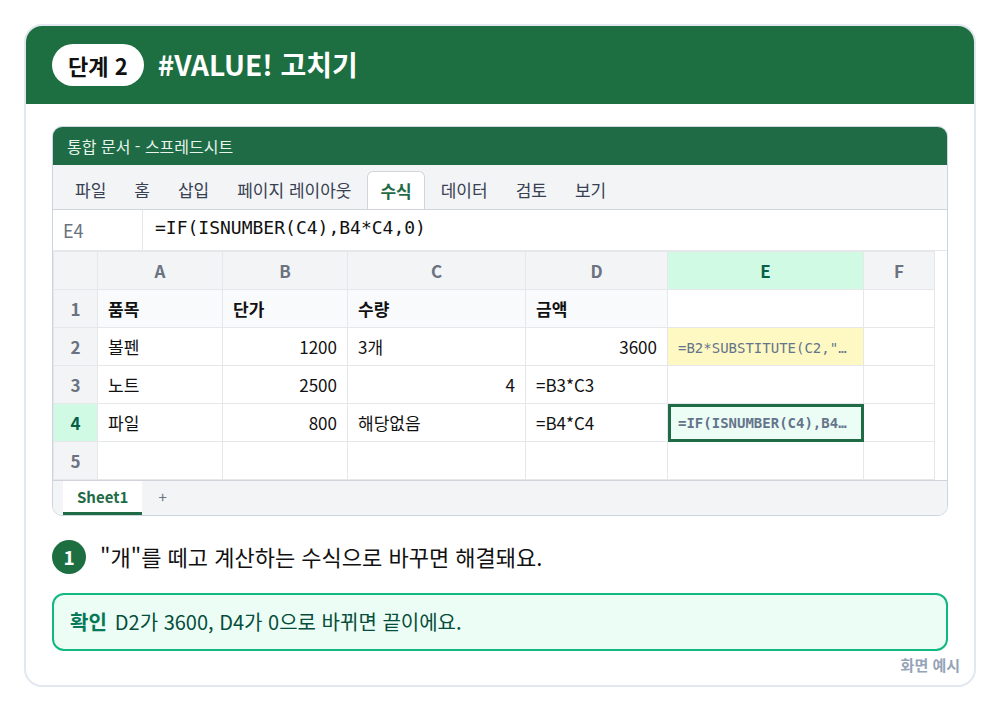 단계 2 #VALUE! 고치기
통합 문서 - 스프레드시트
파일 홈 삽입 페이지 레이아웃 수식 데이터 검토 보기
E4 =IF(ISNUMBER(C4),B4*C4,0)
A B C D E F
1 품목 단가 수량 금액
2 볼펜 1200 3개 3600 =B2*SUBSTITUTE(C2,"…
3 노트 2500 4 =B3*C3
4 파일 800 해당없음 =B4*C4 =IF(ISNUMBER(C4),B4…
5
Sheet1 +
1 "개"를 떼고 계산하는 수식으로 바꾸면 해결돼요.
확인 D2가 3600, D4가 0으로 바뀌면 끝이에요.
화면 예시